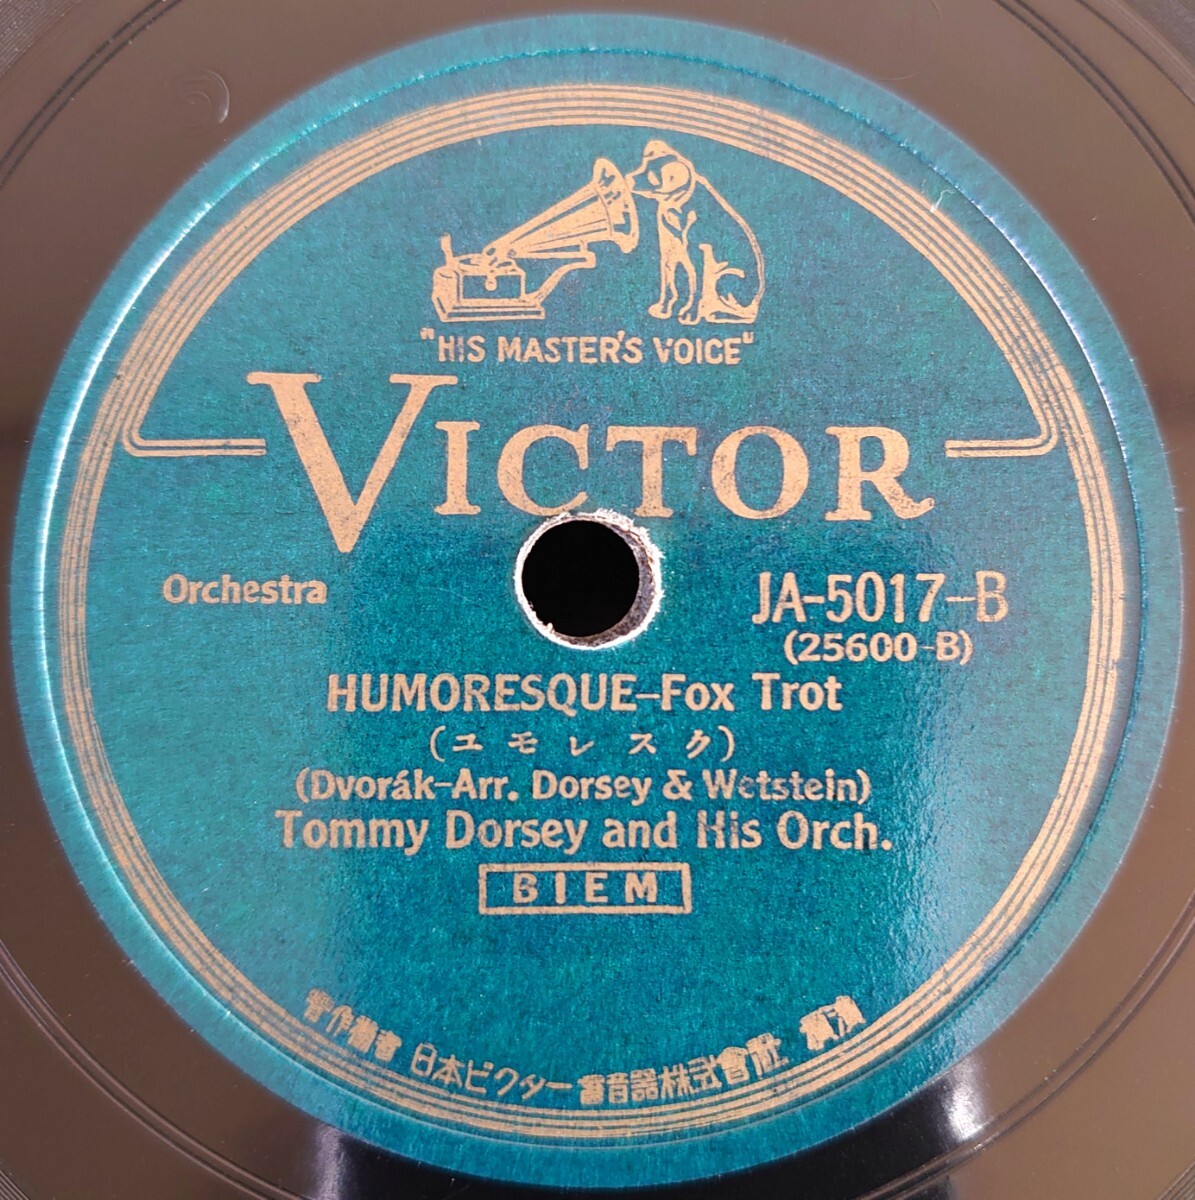 "HIS MASTER'S VOICE"
VICTOR
Orchestra
JA-5017-B
(25600-B)
HUMORESQUE–Fox Trot
(ユモレスク)
(Dvorák–Arr. Dorsey & Wetstein)
Tommy Dorsey and His Orch.
BIEM
日本ビクター蓄音器株式會社